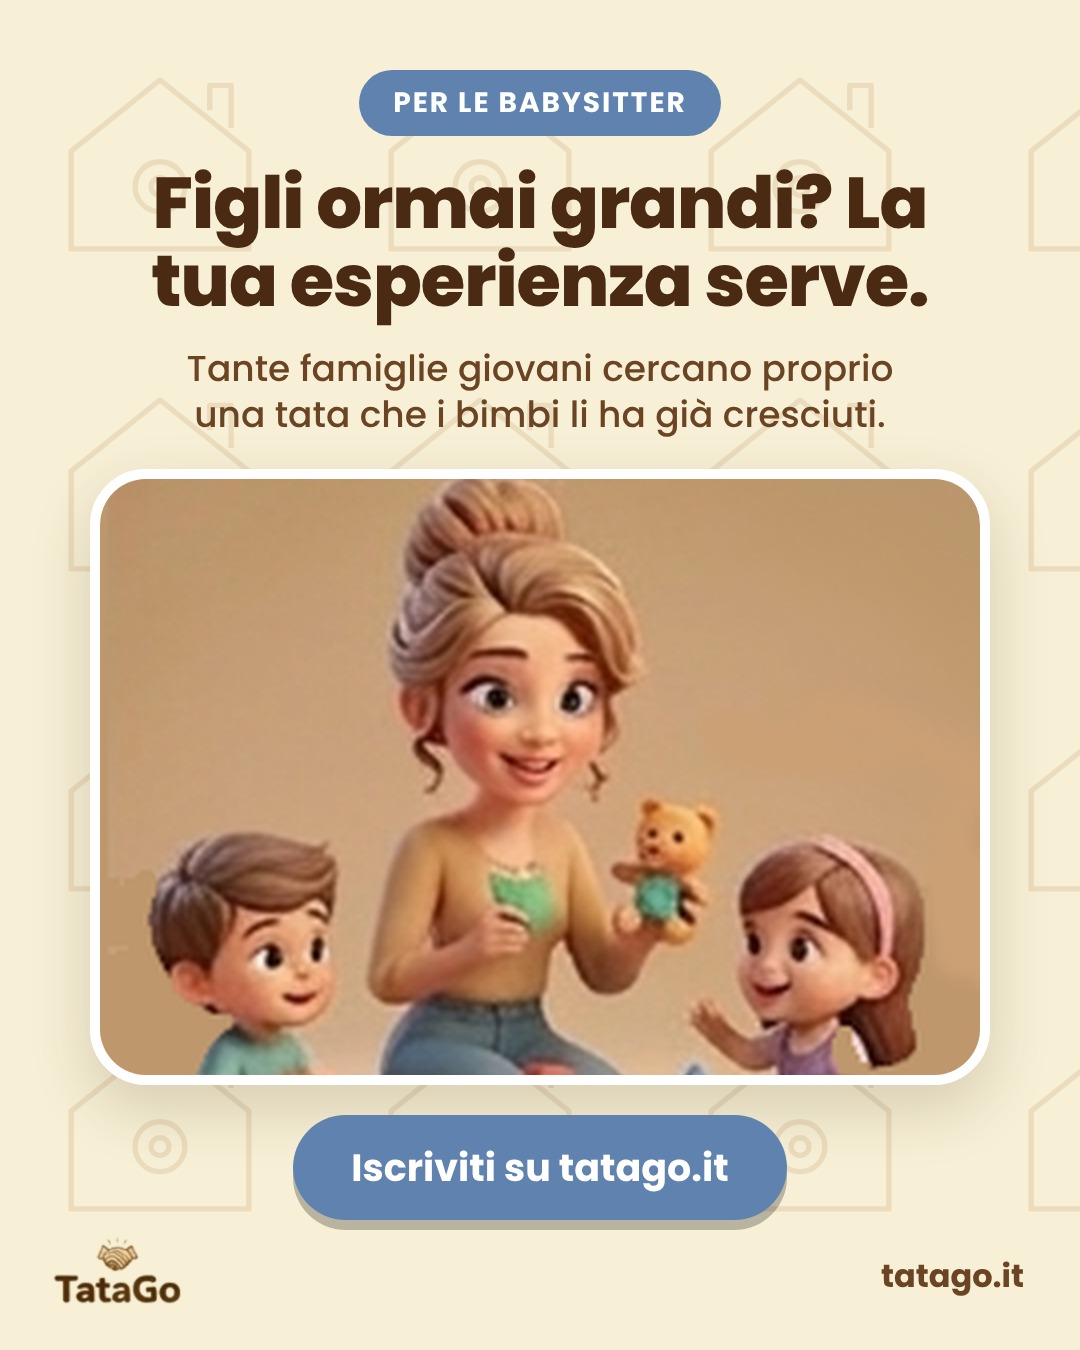 PER LE BABYSITTER
Figli ormai grandi? La
tua esperienza serve.
Tante famiglie giovani cercano proprio
una tata che i bimbi li ha già cresciuti.
Iscriviti su tatago.it
TataGo
tatago.it